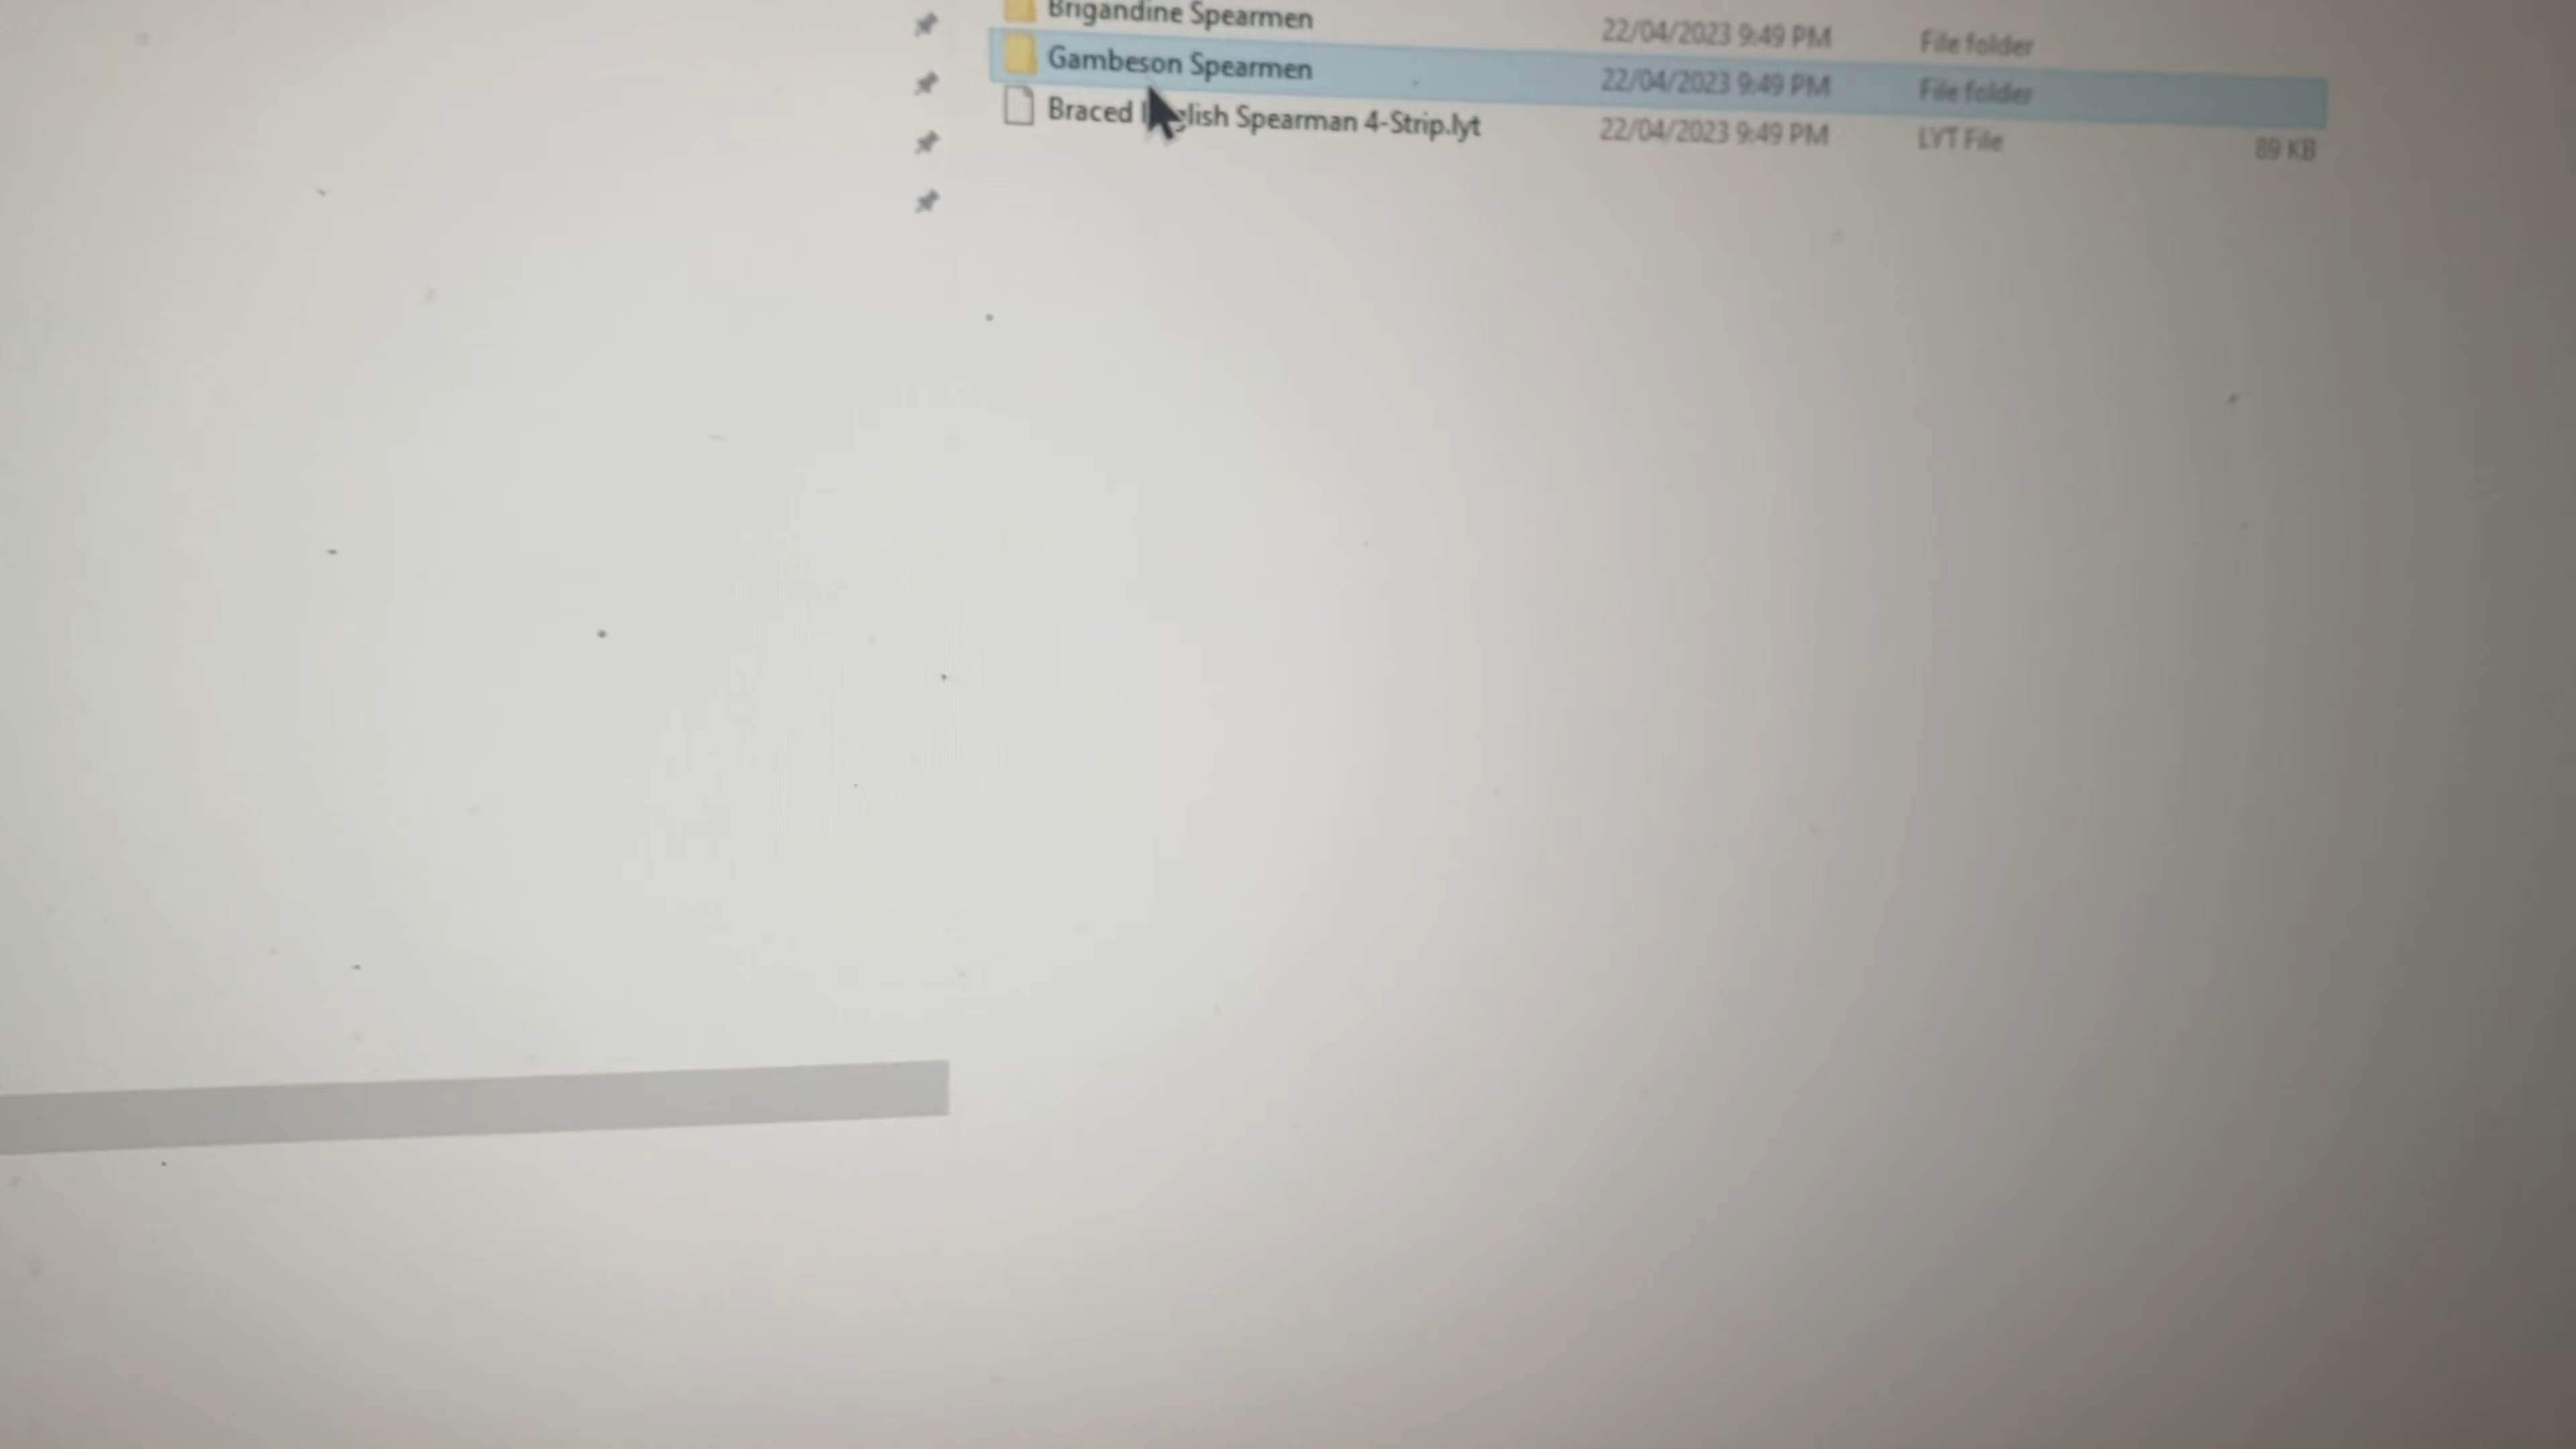 Brigandine Spearmen 22/04/2023 9:49 PM File folder
Gambeson Spearmen 22/04/2023 9:49 PM File folder
Braced English Spearman 4-Strip.lyt 22/04/2023 9:49 PM LYT File 89 KB